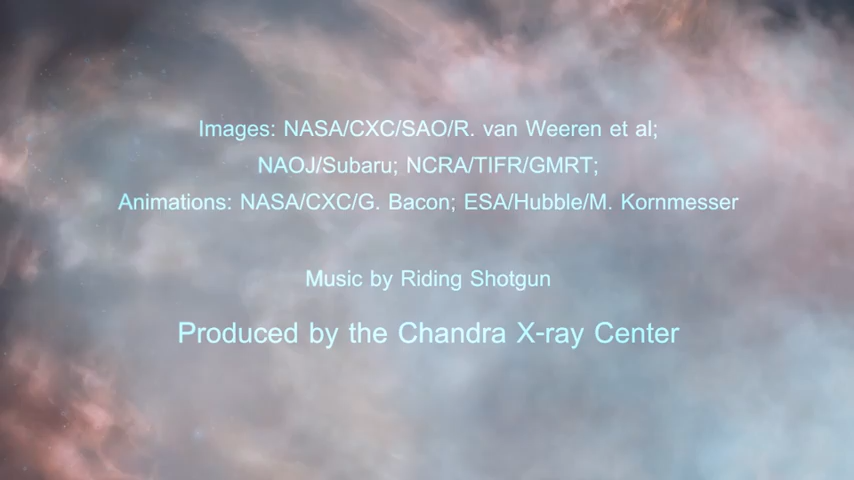 Images: NASA/CXC/SAO/R. van Weeren et al;
NAOJ/Subaru; NCRA/TIFR/GMRT;
Animations: NASA/CXC/G. Bacon; ESA/Hubble/M. Kornmesser
Music by Riding Shotgun
Produced by the Chandra X-ray Center